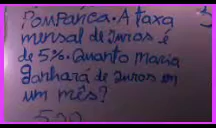 Poupança. A taxa
mensal de Juros é
de 5%. Quanto Maria
ganhará de Juros em
um mês?